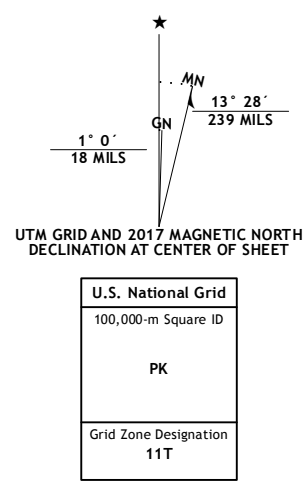 ★
MN
GN
13° 28´
239 MILS
1° 0´
18 MILS
UTM GRID AND 2017 MAGNETIC NORTH
DECLINATION AT CENTER OF SHEET
U.S. National Grid
100,000-m Square ID
PK
Grid Zone Designation
11T